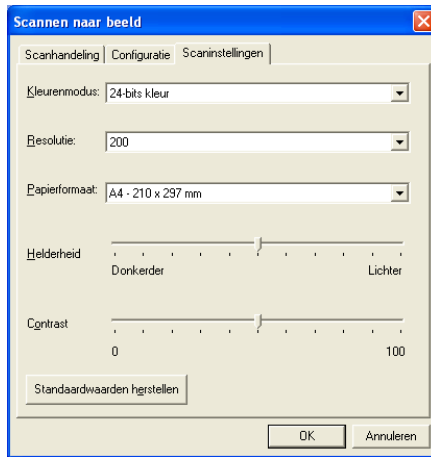 Scannen naar beeld
Scanhandeling Configuratie Scaninstellingen
Kleurenmodus: 24-bits kleur
Resolutie: 200
Papierformaat: A4 - 210 x 297 mm
Helderheid
Donkerder Lichter
Contrast
0 100
Standaardwaarden herstellen
OK Annuleren